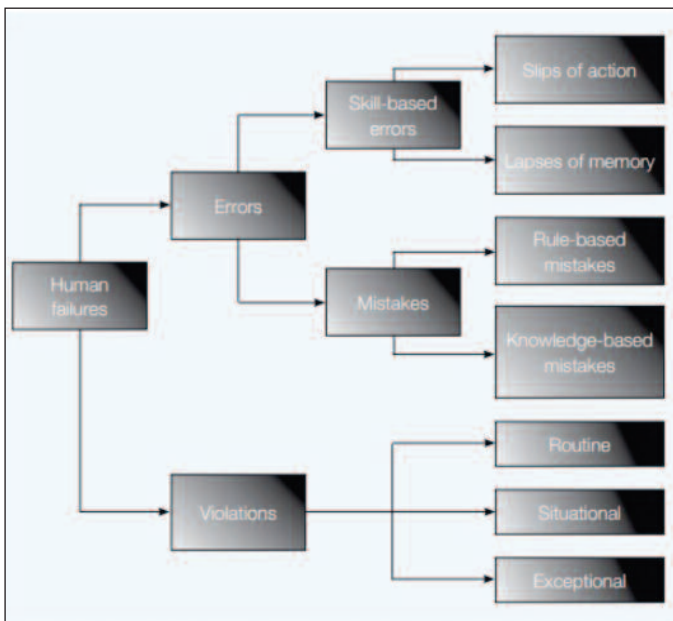 Human
failures
Errors
Skill-based
errors
Slips of action
Lapses of memory
Mistakes
Rule-based
mistakes
Knowledge-based
mistakes
Violations
Routine
Situational
Exceptional